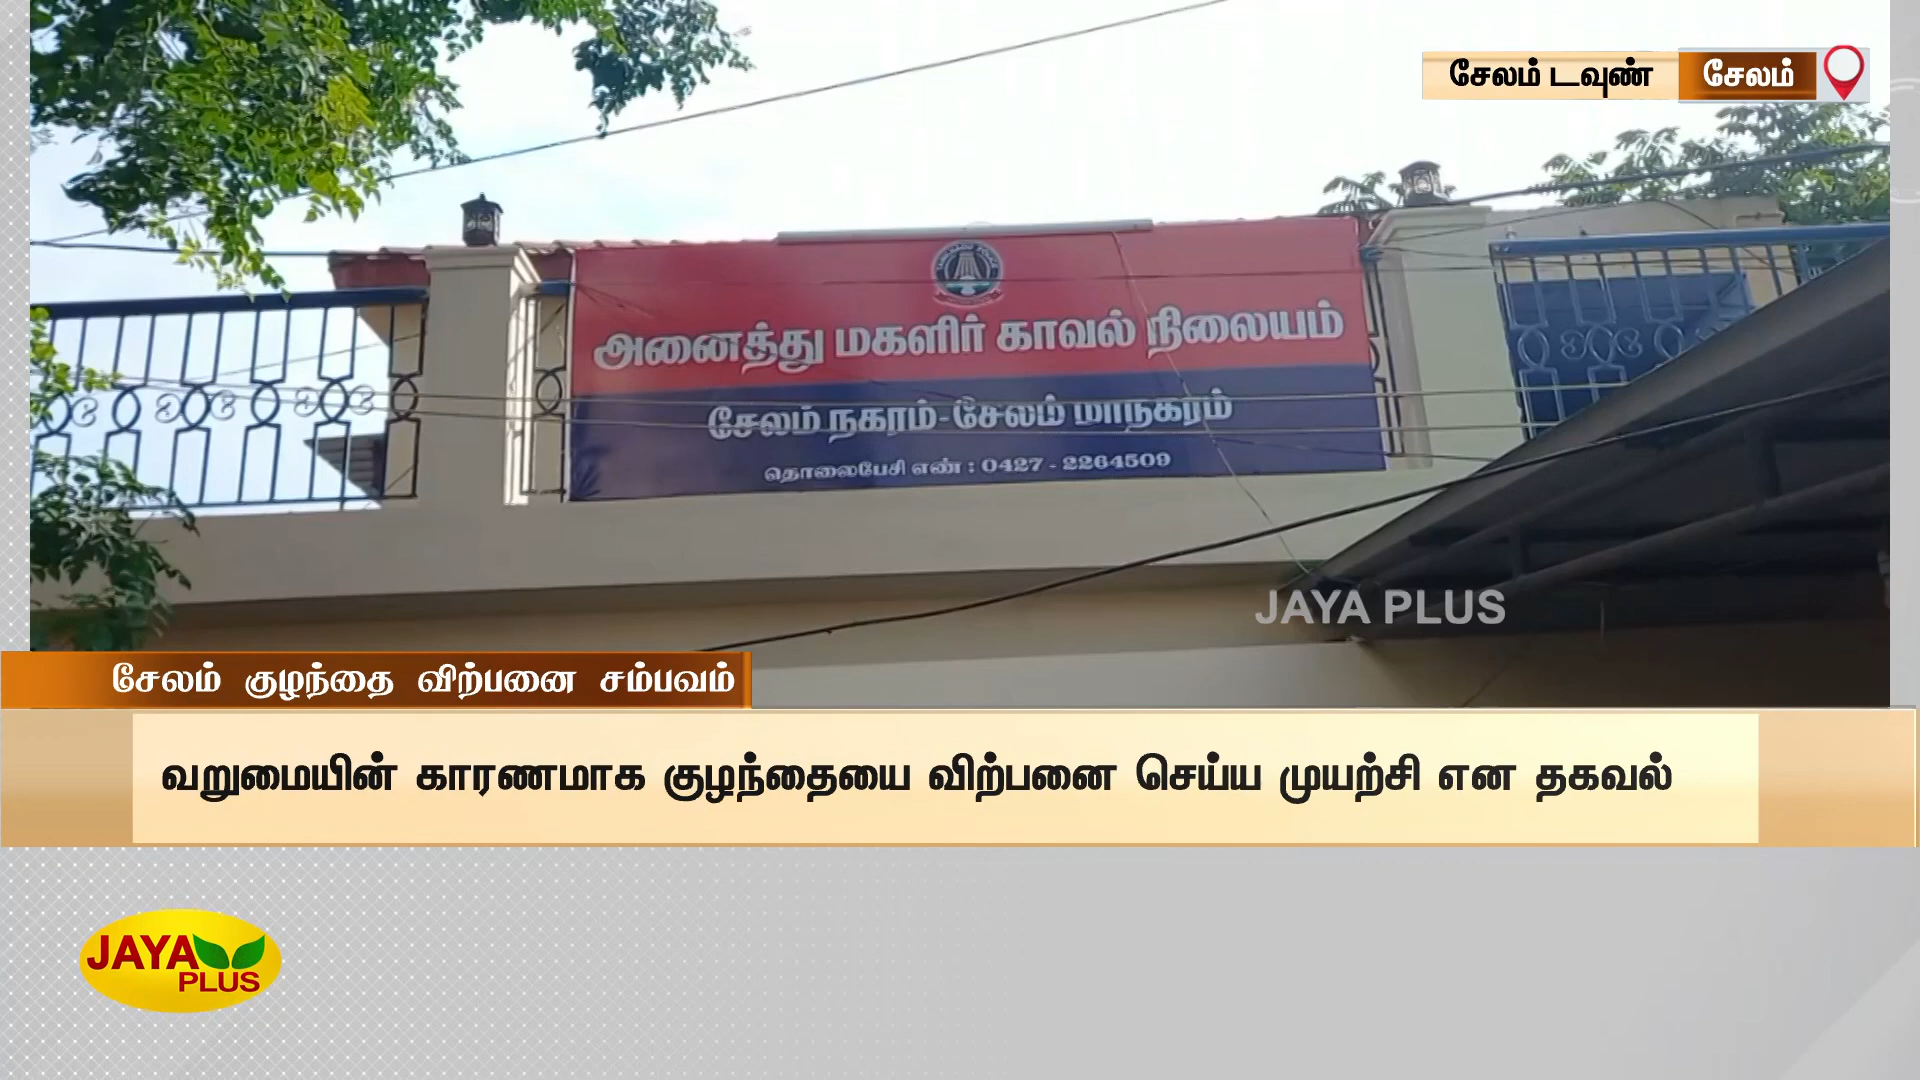 சேலம் டவுண் சேலம்
அனைத்து மகளிர் காவல் நிலையம்
சேலம் நகரம்-சேலம் மாநகரம்
தொலைபேசி எண் : 0427 - 2264509
JAYA PLUS
சேலம் குழந்தை விற்பனை சம்பவம்
வறுமையின் காரணமாக குழந்தையை விற்பனை செய்ய முயற்சி என தகவல்
JAYA
PLUS